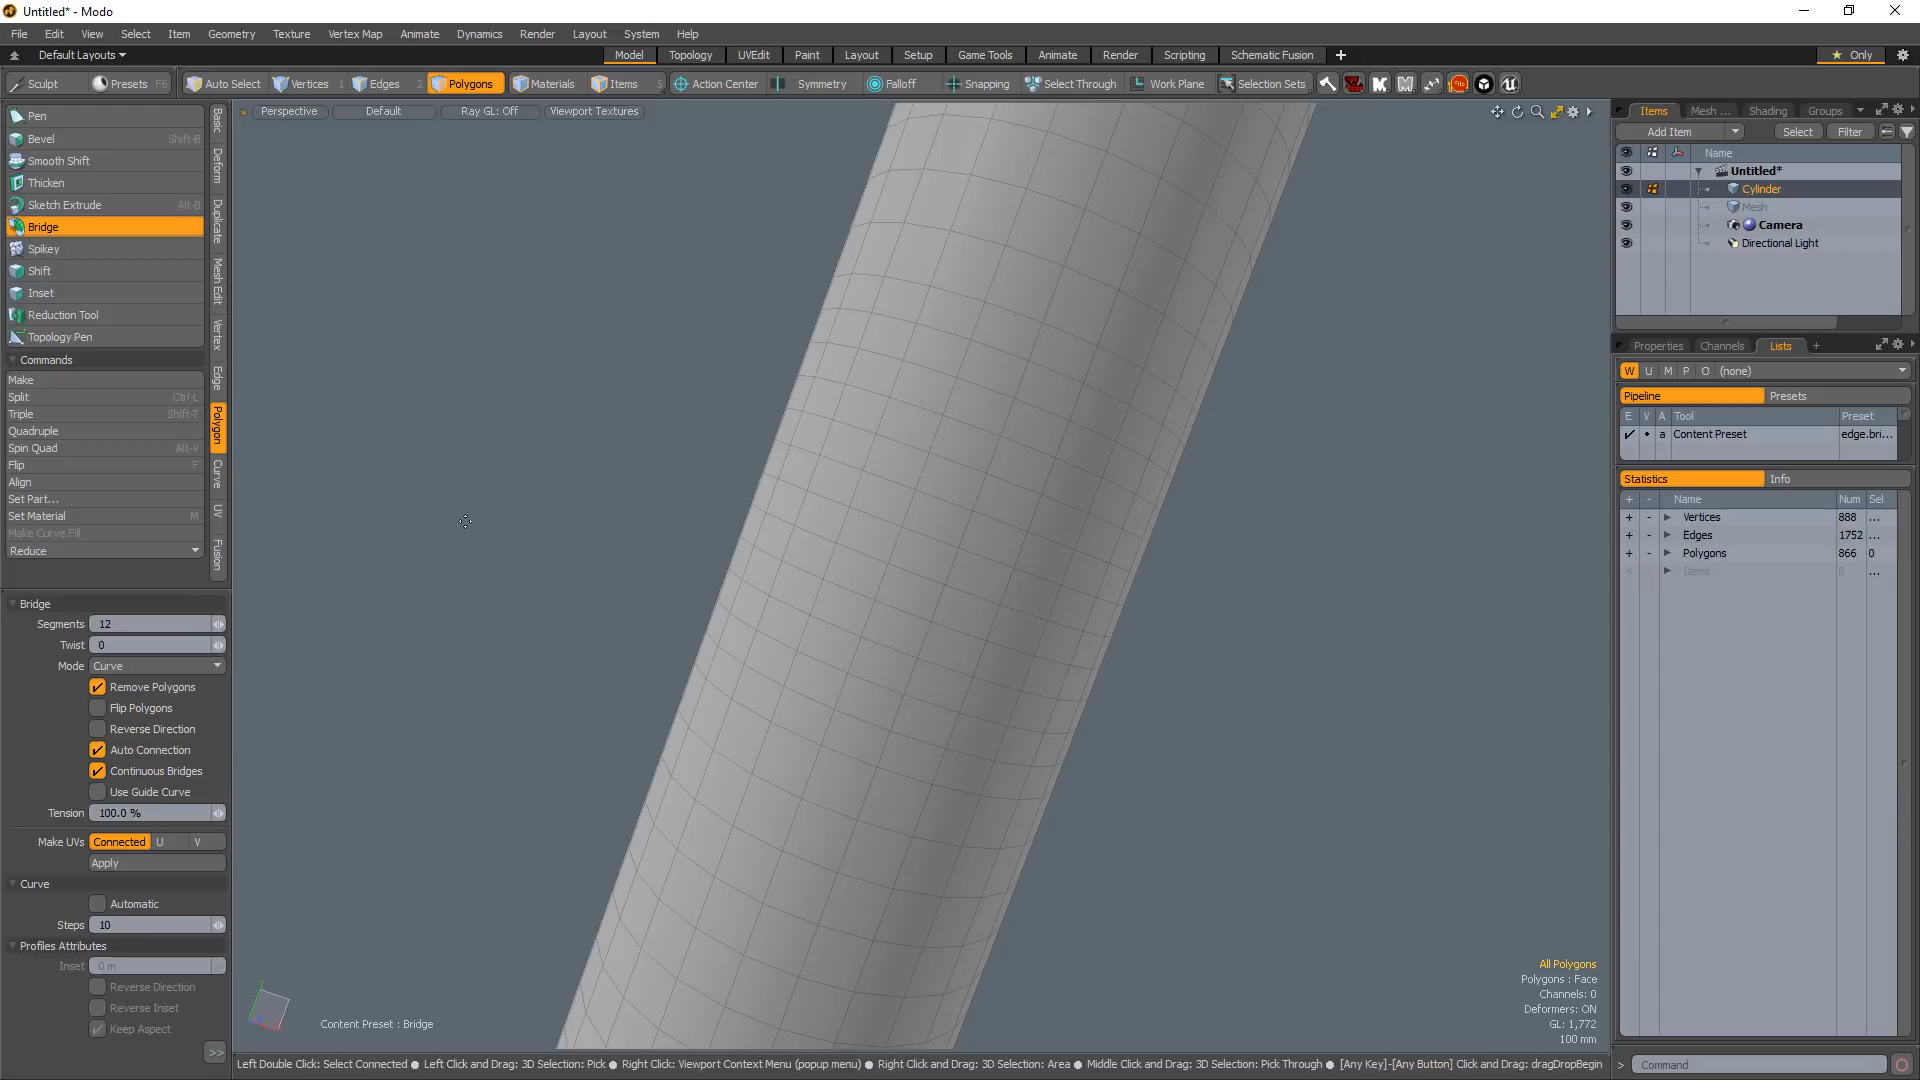 Untitled* - Modo
File Edit View Select Item Geometry Texture Vertex Map Animate Dynamics Render Layout System Help
Default Layouts Model Topology UVEdit Paint Layout Setup Game Tools Animate Render Scripting Schematic Fusion Only
Sculpt Presets F6 Auto Select Vertices 1 Edges 2 Polygons Materials 5 Items Action Center Symmetry Falloff Snapping Select Through Work Plane Selection Sets
Perspective Default Ray GL: Off Viewport Textures
Pen
Bevel Shift-B
Smooth Shift
Thicken
Sketch Extrude Alt-B
Bridge
Spikey
Shift
Inset
Reduction Tool
Topology Pen
Commands
Make
Split Ctrl-L
Triple Shift-T
Quadruple
Spin Quad Alt-V
Flip F
Align
Set Part...
Set Material M
Make Curve Fill
Reduce
Basic
Deform
Duplicate
Mesh Edit
Vertex
Edge
Polygon
Curve
UV
Fusion
Bridge
Segments 12
Twist 0
Mode Curve
Remove Polygons
Flip Polygons
Reverse Direction
Auto Connection
Continuous Bridges
Use Guide Curve
Tension 100.0 %
Make UVs Connected U V
Apply
Curve
Automatic
Steps 10
Profiles Attributes
Inset 0 m
Reverse Direction
Reverse Inset
Keep Aspect
>>
Content Preset : Bridge
All Polygons
Polygons : Face
Channels: 0
Deformers: ON
GL: 1,772
100 mm
Items Mesh ... Shading Groups
Add Item Select Filter
Name
Untitled*
Cylinder
Mesh
Camera
Directional Light
Properties Channels Lists +
W U M P O (none)
Pipeline Presets
E V A Tool Preset
a Content Preset edge.bri...
Statistics Info
+ - Name Num Sel
+ - Vertices 888 ...
+ - Edges 1752 ...
+ - Polygons 866 0
+ - Items 0 ...
Left Double Click: Select Connected ● Left Click and Drag: 3D Selection: Pick ● Right Click: Viewport Context Menu (popup menu) ● Right Click and Drag: 3D Selection: Area ● Middle Click and Drag: 3D Selection: Pick Through ● [Any Key]-[Any Button] Click and Drag: dragDropBegin
> Command